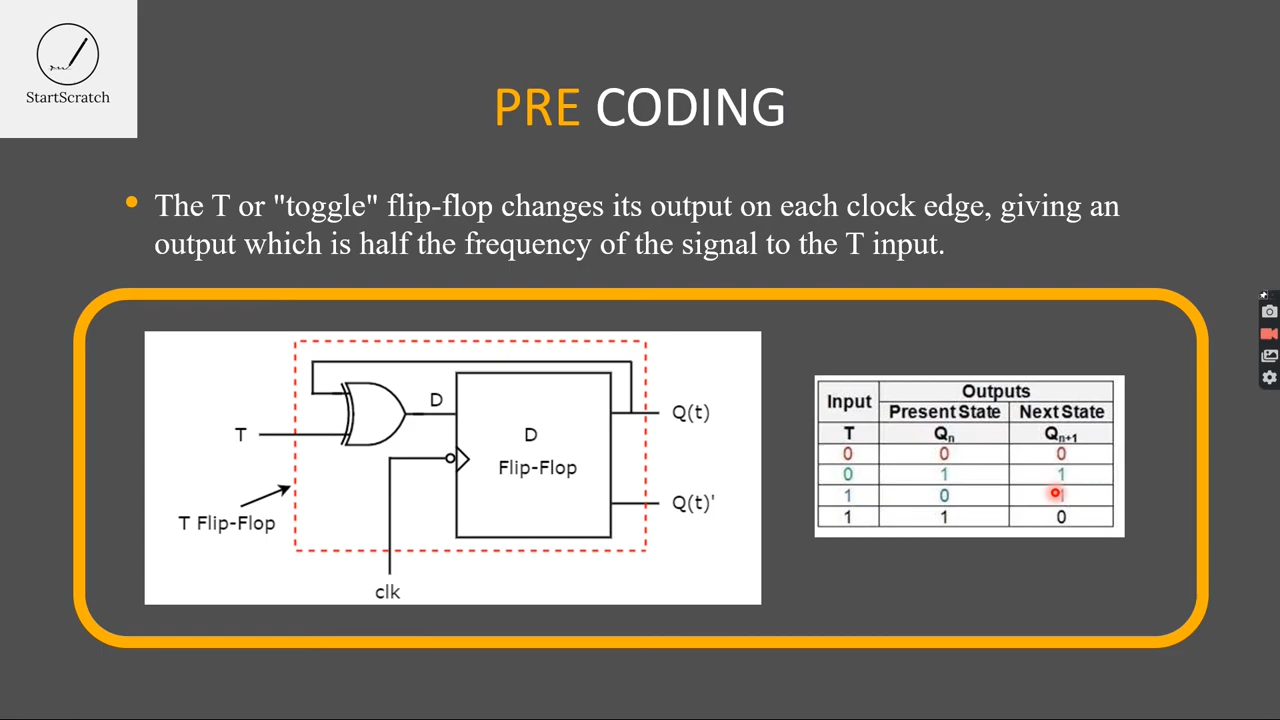 StartScratch
PRE CODING
• The T or "toggle" flip-flop changes its output on each clock edge, giving an
output which is half the frequency of the signal to the T input.
D
Q(t)
T
D
Flip-Flop
Q(t)'
T Flip-Flop
clk
Input Outputs
Present State Next State
T Qn Qn+1
0 0 0
0 1 1
1 0 1
1 1 0